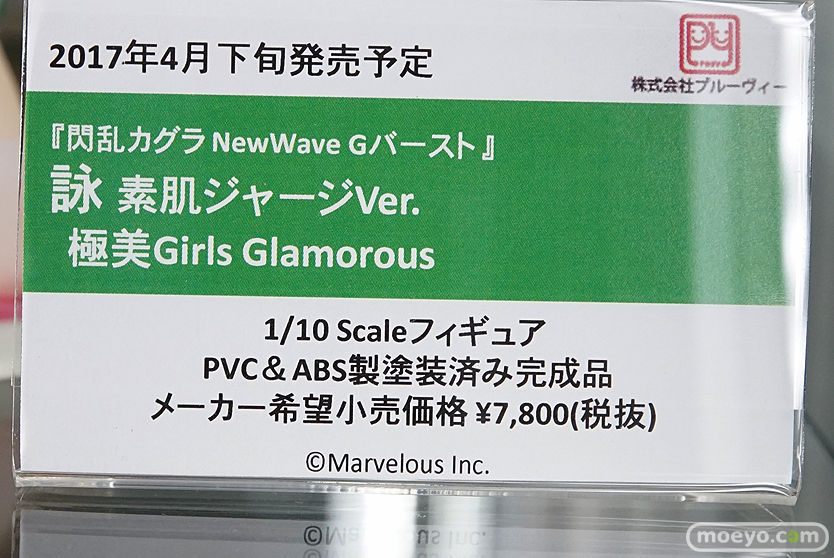 2017年4月下旬発売予定
PY
PROOVY
株式会社プルーヴィー
『閃乱カグラ NewWave Gバースト』
詠 素肌ジャージVer.
極美Girls Glamorous
1/10 Scaleフィギュア
PVC＆ABS製塗装済み完成品
メーカー希望小売価格 ¥7,800(税抜)
©Marvelous Inc.
©Marvelous Inc.
moeyo.com